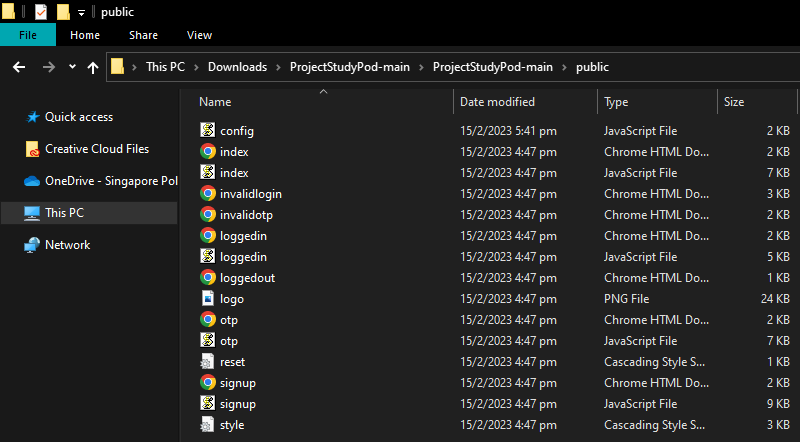 public
File Home Share View
This PC Downloads ProjectStudyPod-main ProjectStudyPod-main public
Name Date modified Type Size
Quick access
Creative Cloud Files
OneDrive - Singapore Pol
This PC
Network
config 15/2/2023 5:41 pm JavaScript File 2 KB
index 15/2/2023 4:47 pm Chrome HTML Do... 2 KB
index 15/2/2023 4:47 pm JavaScript File 7 KB
invalidlogin 15/2/2023 4:47 pm Chrome HTML Do... 3 KB
invalidotp 15/2/2023 4:47 pm Chrome HTML Do... 2 KB
loggedin 15/2/2023 4:47 pm Chrome HTML Do... 2 KB
loggedin 15/2/2023 4:47 pm JavaScript File 5 KB
loggedout 15/2/2023 4:47 pm Chrome HTML Do... 1 KB
logo 15/2/2023 4:47 pm PNG File 24 KB
otp 15/2/2023 4:47 pm Chrome HTML Do... 2 KB
otp 15/2/2023 4:47 pm JavaScript File 7 KB
reset 15/2/2023 4:47 pm Cascading Style S... 1 KB
signup 15/2/2023 4:47 pm Chrome HTML Do... 2 KB
signup 15/2/2023 4:47 pm JavaScript File 9 KB
style 15/2/2023 4:47 pm Cascading Style S... 3 KB